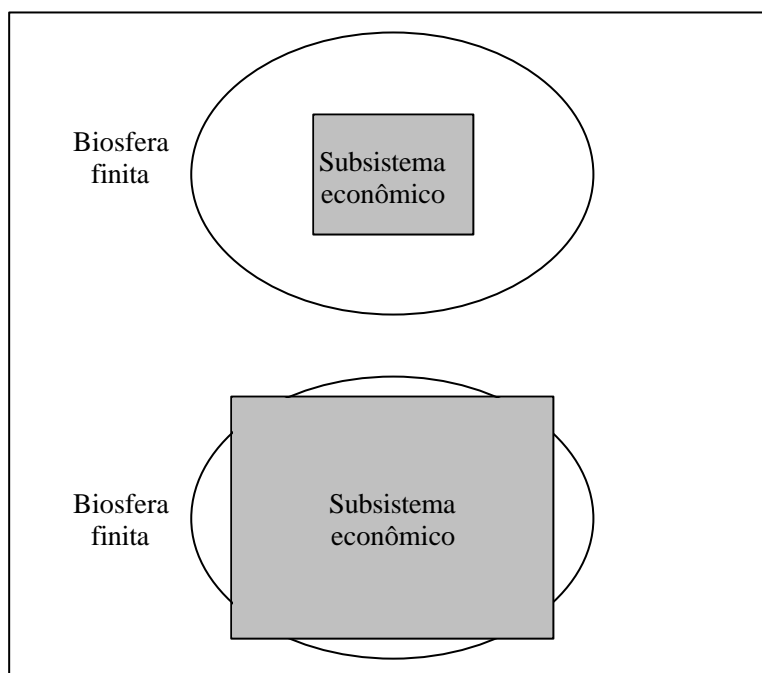 Biosfera
finita
Subsistema
econômico
Biosfera
finita
Subsistema
econômico